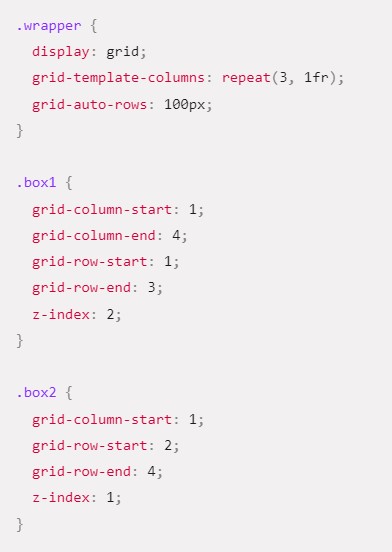 .wrapper {
  display: grid;
  grid-template-columns: repeat(3, 1fr);
  grid-auto-rows: 100px;
}

.box1 {
  grid-column-start: 1;
  grid-column-end: 4;
  grid-row-start: 1;
  grid-row-end: 3;
  z-index: 2;
}

.box2 {
  grid-column-start: 1;
  grid-row-start: 2;
  grid-row-end: 4;
  z-index: 1;
}